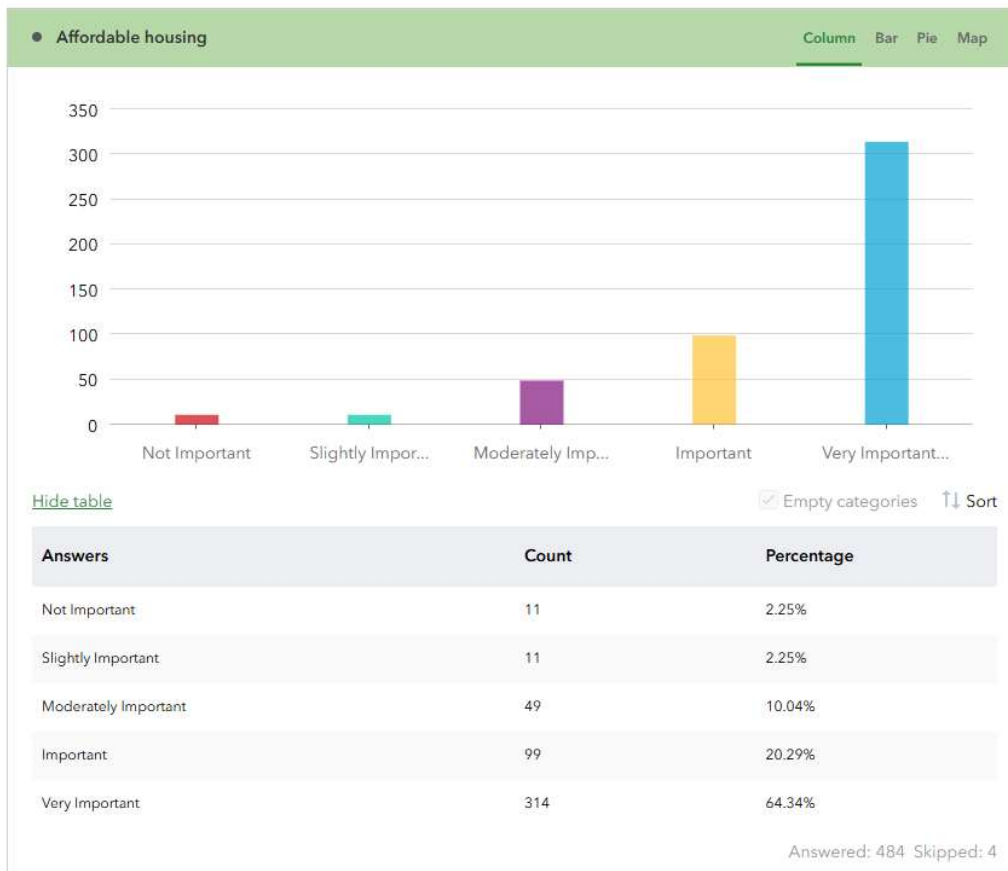 Affordable housing Column Bar Pie Map
350
300
250
200
150
100
50
0
Not Important Slightly Impor... Moderately Imp... Important Very Important...
Hide table Empty categories Sort
Answers Count Percentage
Not Important 11 2.25%
Slightly Important 11 2.25%
Moderately Important 49 10.04%
Important 99 20.29%
Very Important 314 64.34%
Answered: 484 Skipped: 4